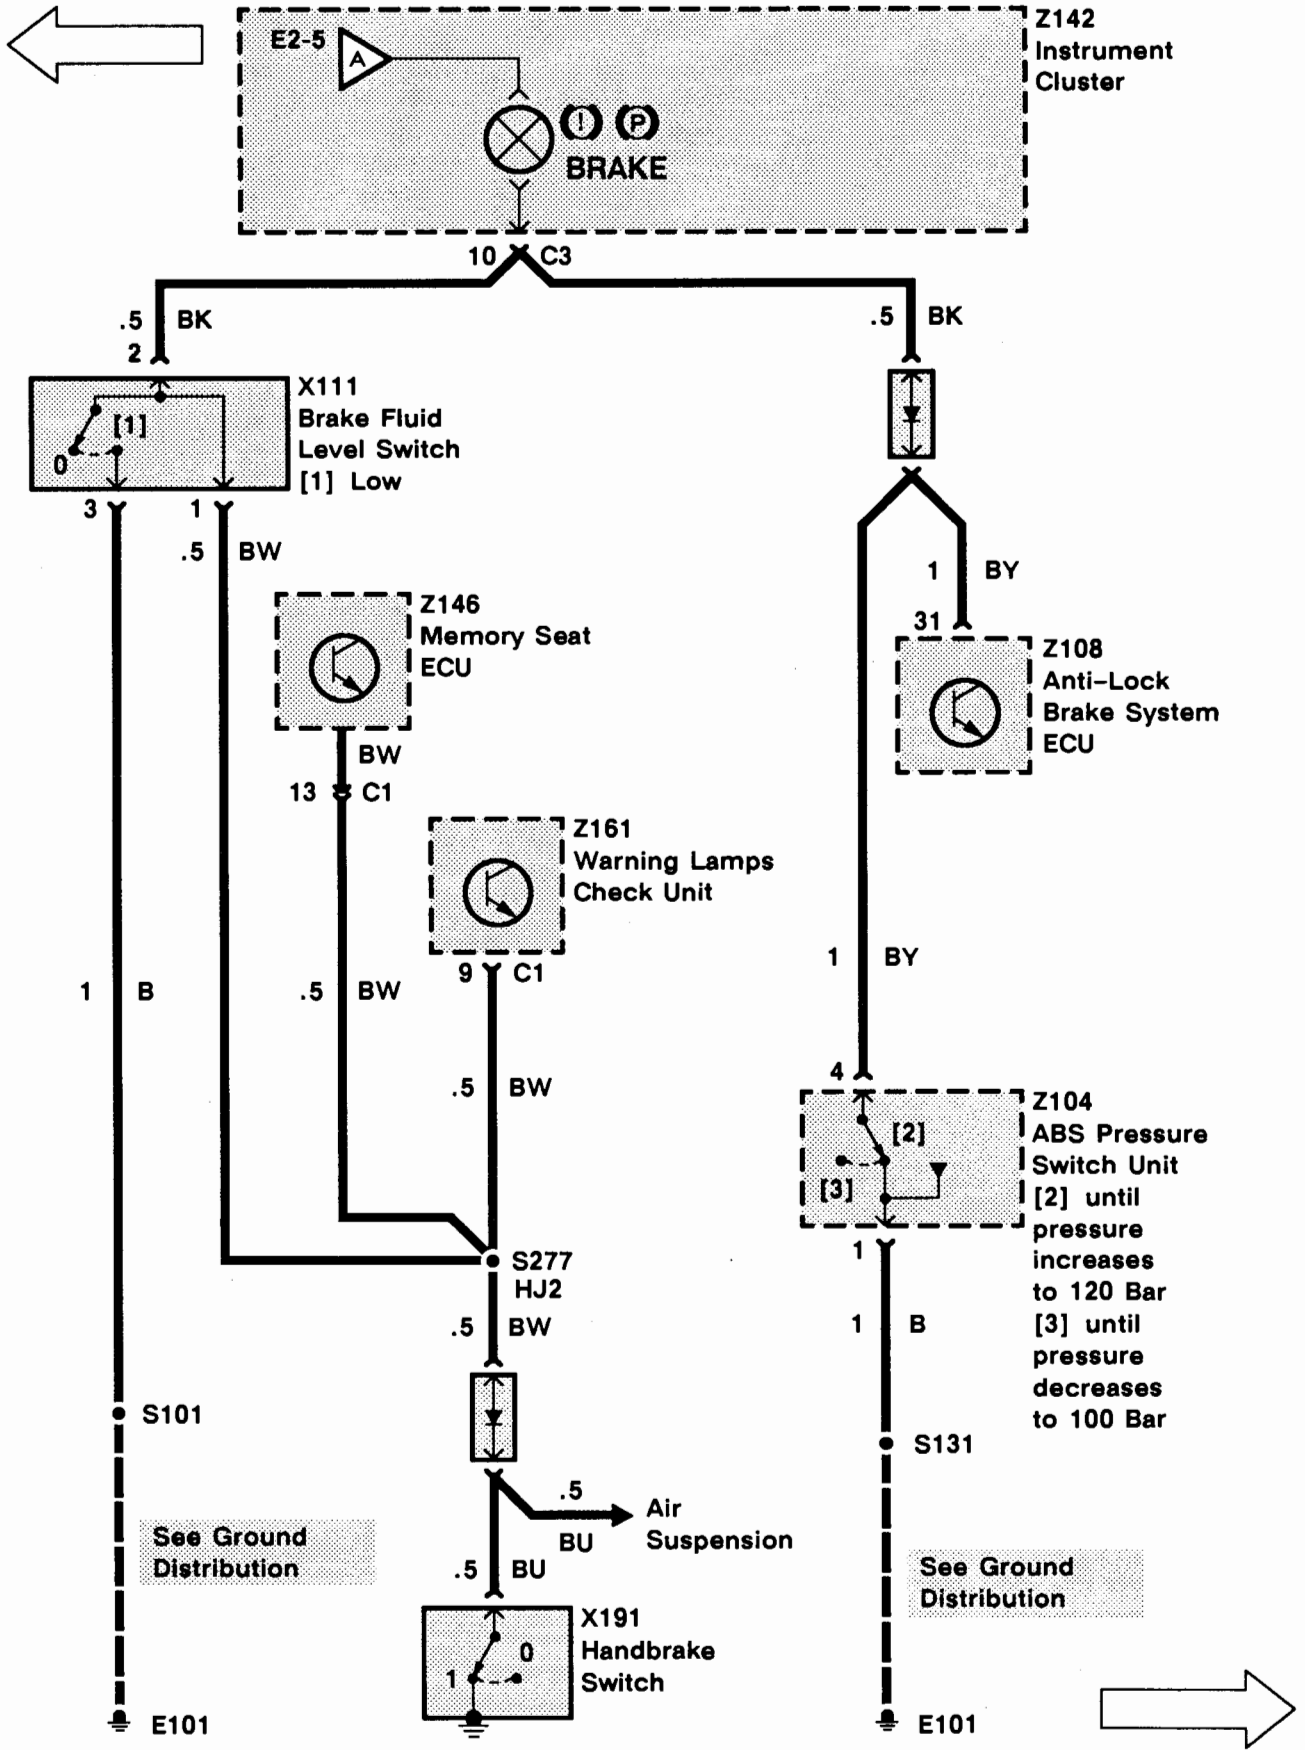 E2-5
A
! P
BRAKE
Z142
Instrument
Cluster
10 C3
.5 BK
2
.5 BK
X111
Brake Fluid
Level Switch
[1] Low
[1]
0
3 1
.5 BW
Z146
Memory Seat
ECU
BW
13 C1
1 BY
31
Z108
Anti-Lock
Brake System
ECU
Z161
Warning Lamps
Check Unit
9 C1
1 B
.5 BW
.5 BW
1 BY
4
Z104
ABS Pressure
Switch Unit
[2] until
pressure
increases
to 120 Bar
[3] until
pressure
decreases
to 100 Bar
[2]
[3]
1
1 B
S277
HJ2
.5 BW
S101
S131
.5
BU
Air
Suspension
.5 BU
See Ground
Distribution
See Ground
Distribution
X191
Handbrake
Switch
0
1
E101
E101